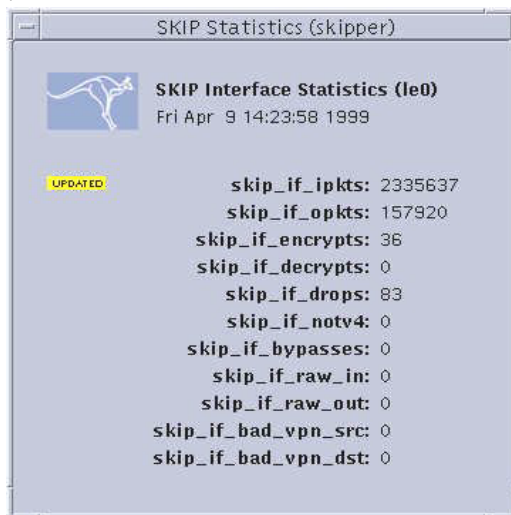 SKIP Statistics (skipper)
SKIP Interface Statistics (le0)
Fri Apr 9 14:23:58 1999
UPDATED
skip_if_ipkts: 2335637
skip_if_opkts: 157920
skip_if_encrypts: 36
skip_if_decrypts: 0
skip_if_drops: 83
skip_if_notv4: 0
skip_if_bypasses: 0
skip_if_raw_in: 0
skip_if_raw_out: 0
skip_if_bad_vpn_src: 0
skip_if_bad_vpn_dst: 0